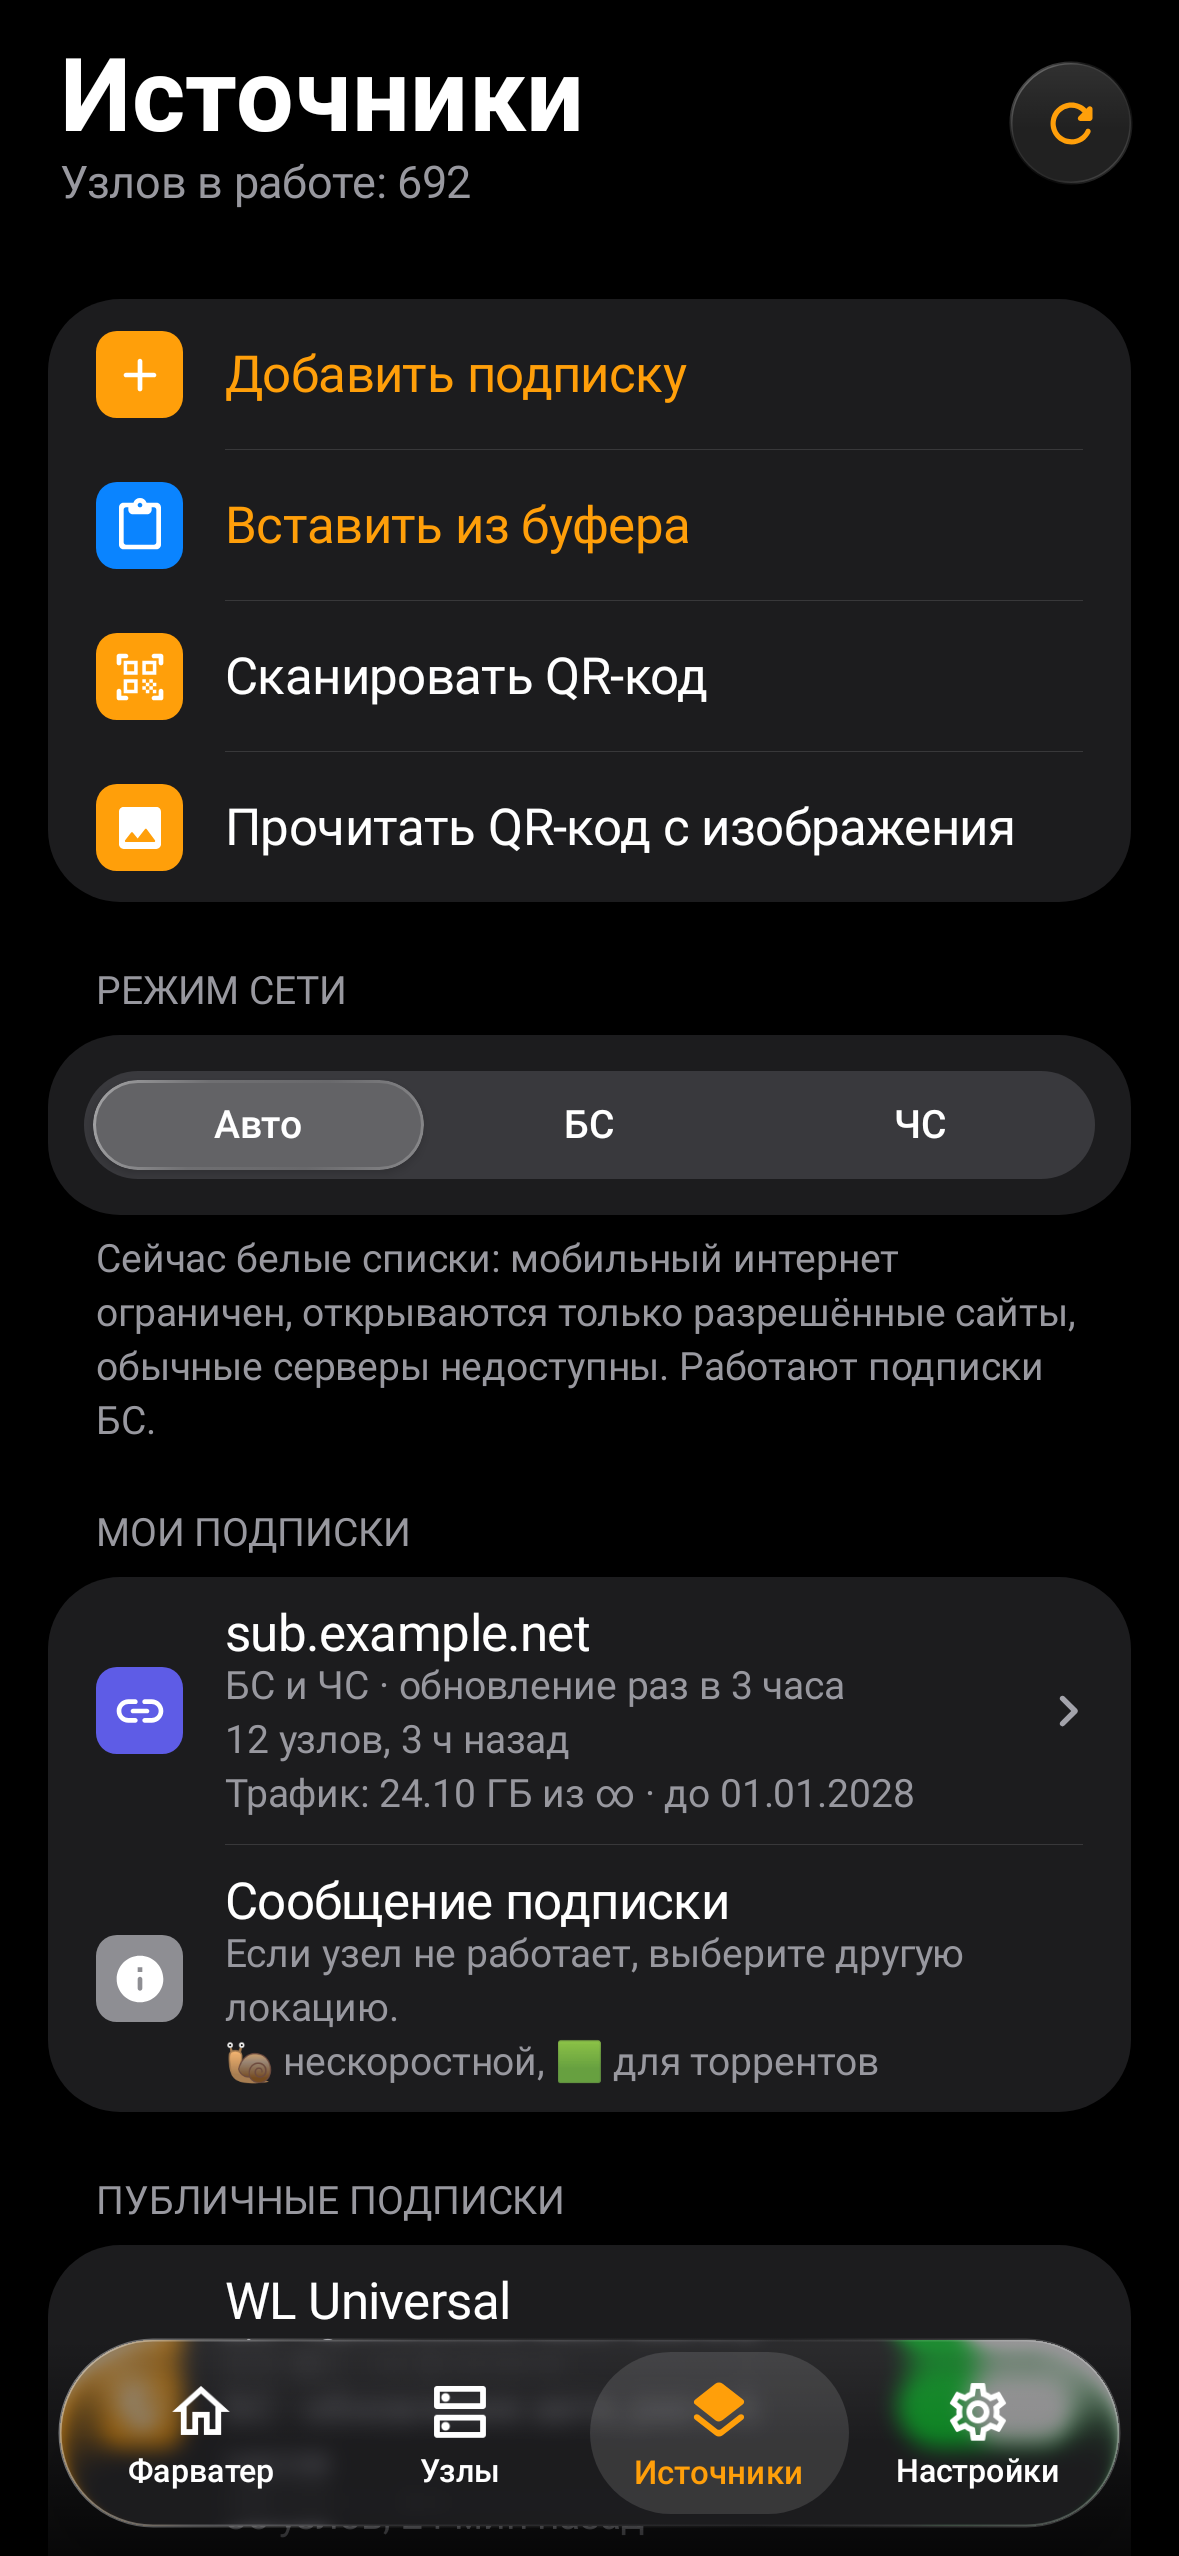 Источники
Узлов в работе: 692
Добавить подписку
Вставить из буфера
Сканировать QR-код
Прочитать QR-код с изображения
РЕЖИМ СЕТИ
Авто
БС
ЧС
Сейчас белые списки: мобильный интернет
ограничен, открываются только разрешённые сайты,
обычные серверы недоступны. Работают подписки
БС.
МОИ ПОДПИСКИ
sub.example.net
БС и ЧС · обновление раз в 3 часа
12 узлов, 3 ч назад
Трафик: 24.10 ГБ из ∞ · до 01.01.2028
Сообщение подписки
Если узел не работает, выберите другую
локацию.
🐌 нескоростной, 🟩 для торрентов
ПУБЛИЧНЫЕ ПОДПИСКИ
WL Universal
Фарватер
Узлы
Источники
Настройки